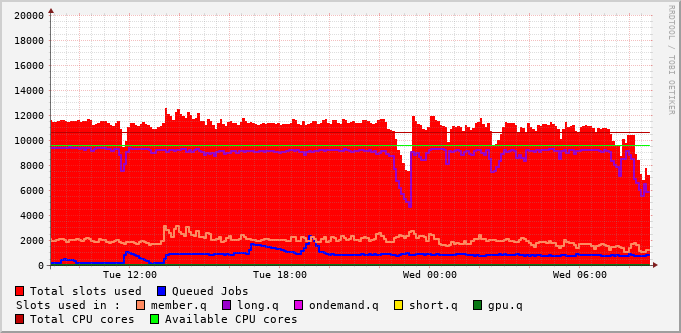 20000
18000
16000
14000
12000
10000
8000
6000
4000
2000
0
Tue 12:00 Tue 18:00 Wed 00:00 Wed 06:00
RRDTOOL / TOBI OETIKER
Total slots used Queued Jobs
Slots used in : member.q long.q ondemand.q short.q gpu.q
Total CPU cores Available CPU cores